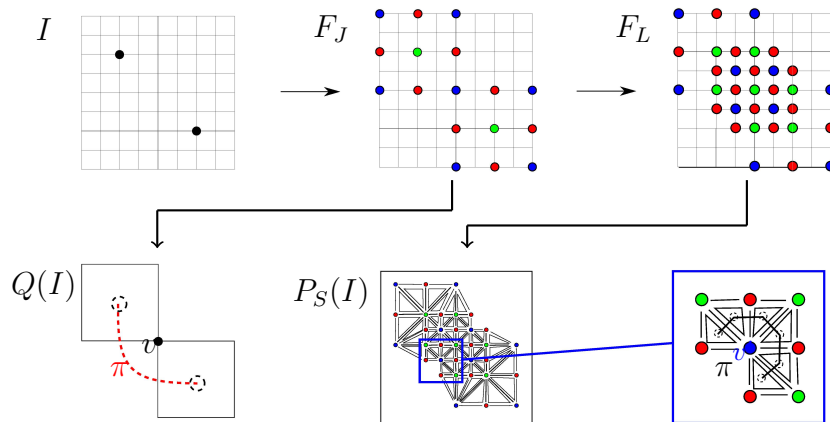 I F_J F_L
Q(I) v π P_S(I) π v